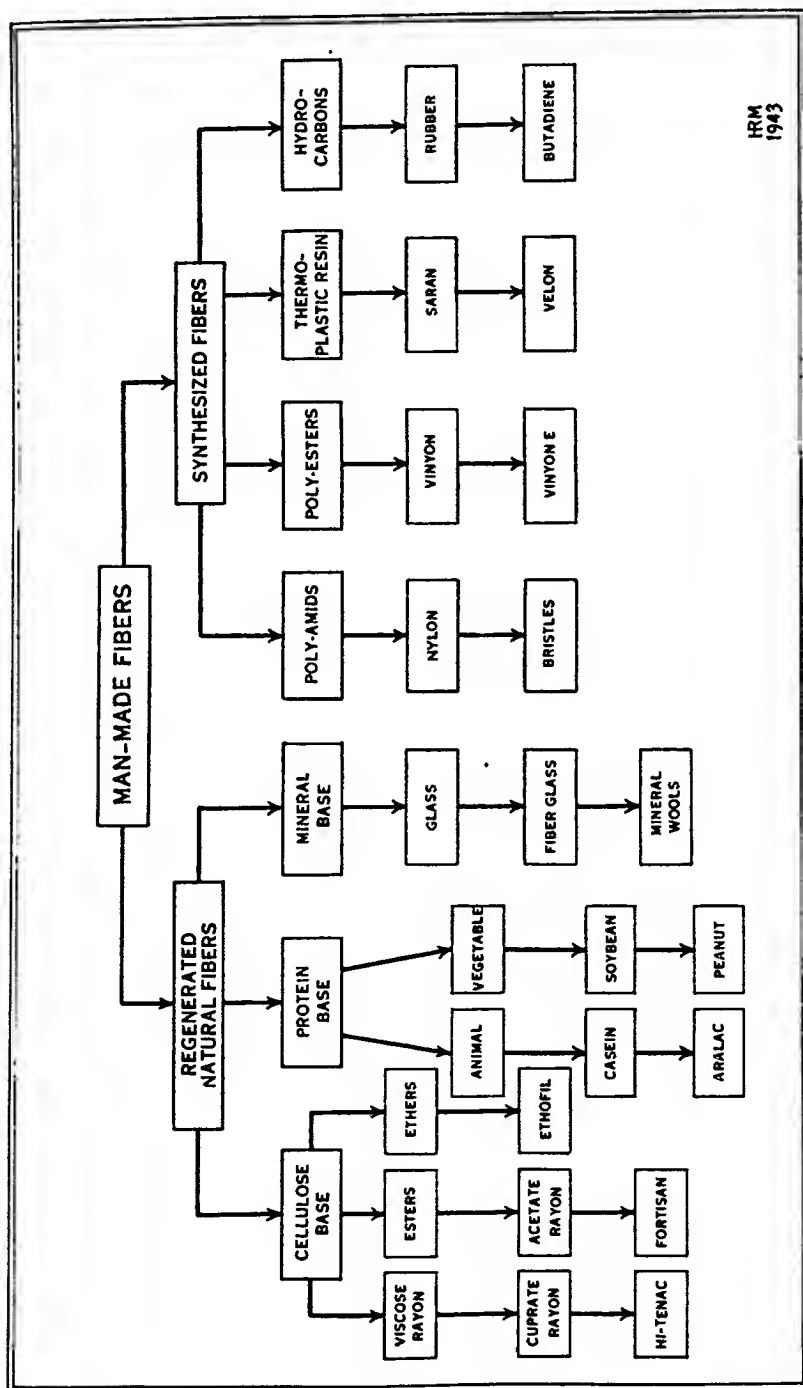 MAN-MADE FIBERS
REGENERATED
NATURAL FIBERS
SYNTHESIZED FIBERS
CELLULOSE
BASE
PROTEIN
BASE
MINERAL
BASE
POLY-AMIDS
POLY-ESTERS
THERMO-
PLASTIC RESIN
HYDRO-
CARBONS
VISCOSE
RAYON
ESTERS
ETHERS
ANIMAL
VEGETABLE
GLASS
NYLON
VINYON
SARAN
RUBBER
CUPRATE
RAYON
ACETATE
RAYON
ETHOFIL
CASEIN
SOYBEAN
FIBER GLASS
BRISTLES
VINYON E
VELON
BUTADIENE
HI-TENAC
FORTISAN
ARALAC
PEANUT
MINERAL
WOOLS
HRM
1943